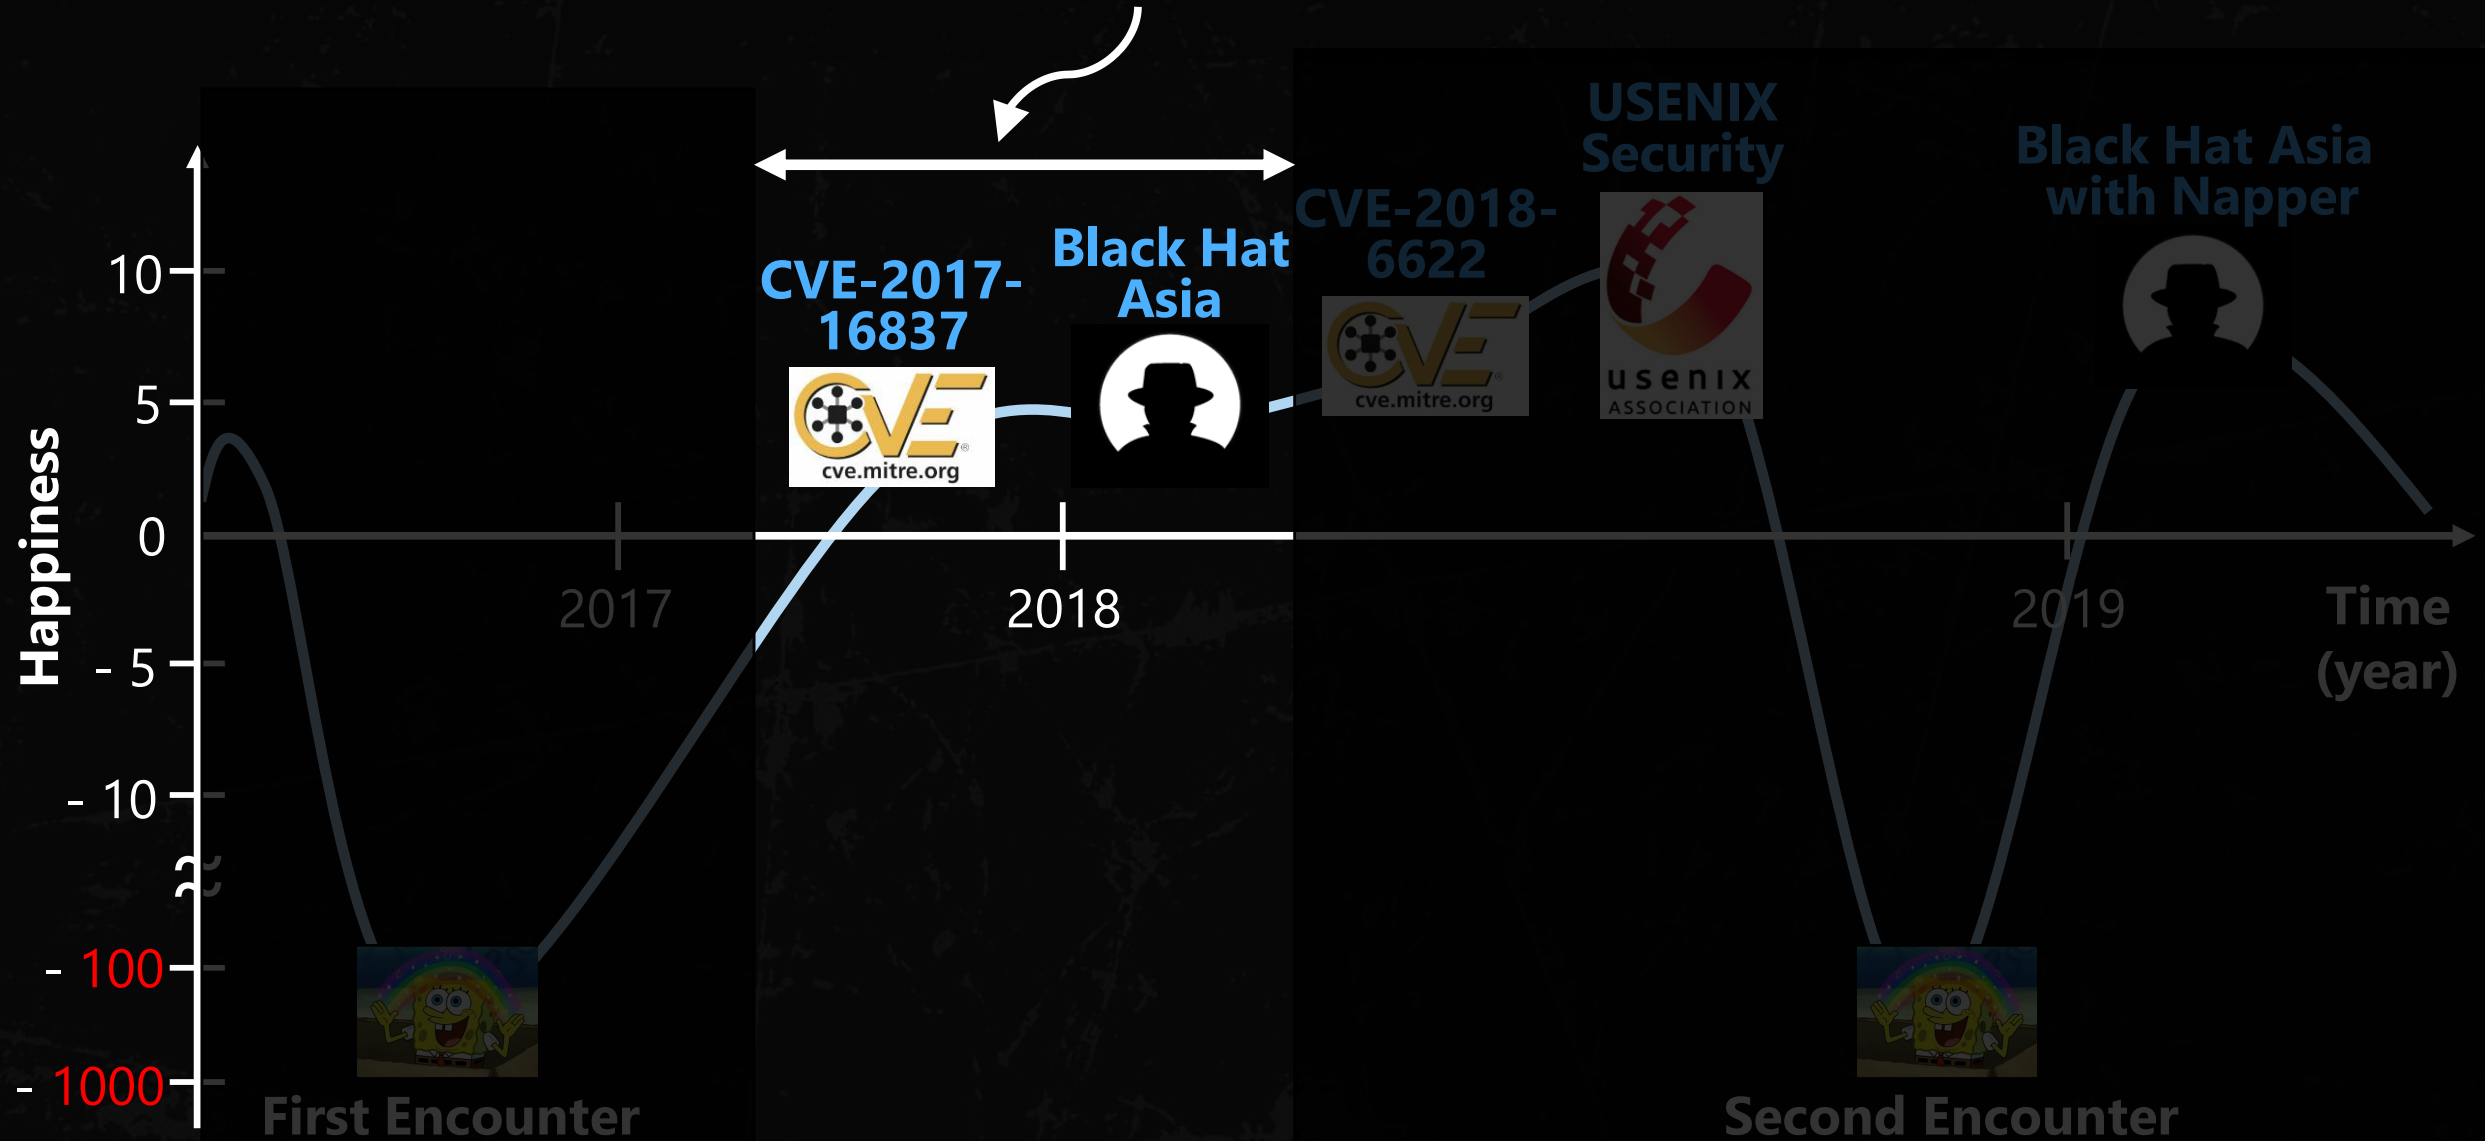 USENIX
Security
Black Hat Asia
with Napper
CVE-2018-
6622
Black Hat
Asia
CVE-2017-
16837
CVE®
cve.mitre.org
CVE®
cve.mitre.org
usenix
ASSOCIATION
Happiness
10
5
0
- 5
- 10
- 100
- 1000
2017
2018
2019
Time
(year)
First Encounter
Second Encounter